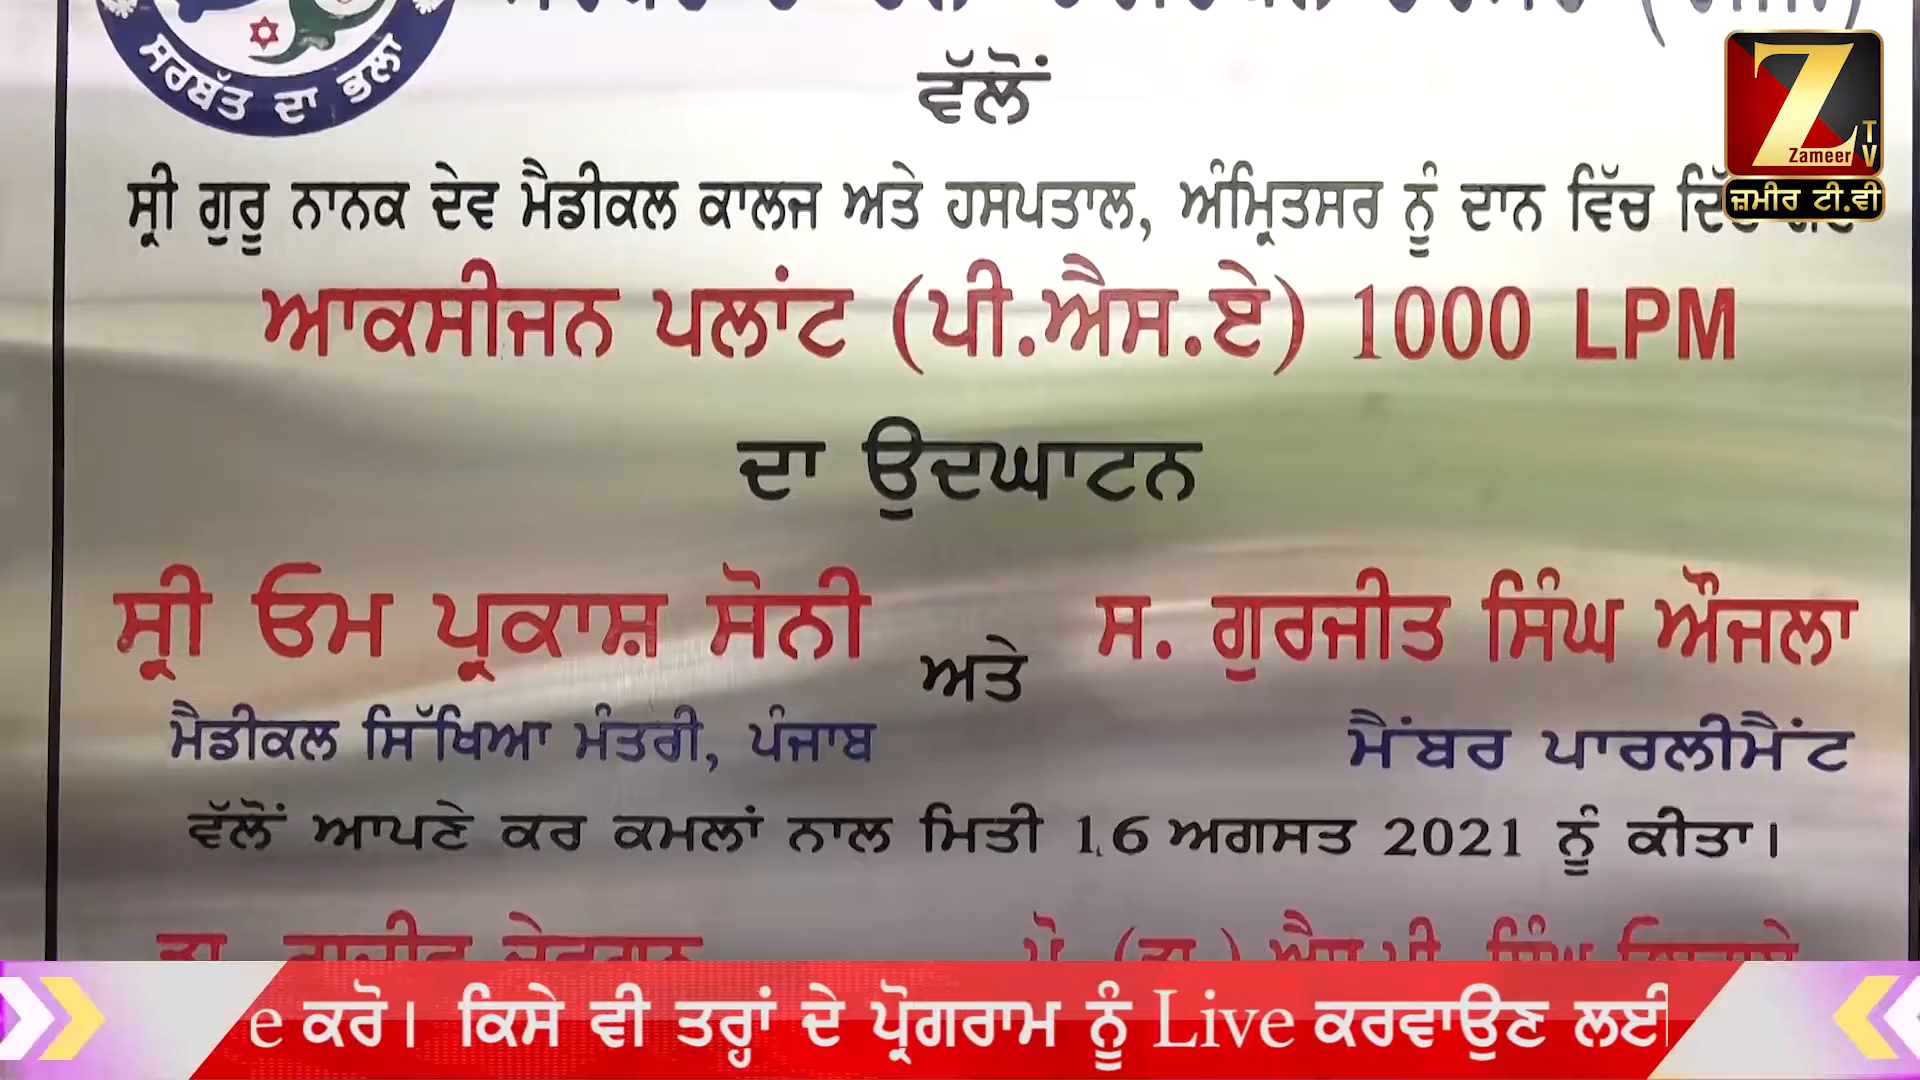 ਸਰਬੱਤ ਦਾ ਭਲਾ
ਵੱਲੋਂ
ਸ੍ਰੀ ਗੁਰੂ ਨਾਨਕ ਦੇਵ ਮੈਡੀਕਲ ਕਾਲਜ ਅਤੇ ਹਸਪਤਾਲ, ਅੰਮ੍ਰਿਤਸਰ ਨੂੰ ਦਾਨ ਵਿੱਚ
ਆਕਸੀਜਨ ਪਲਾਂਟ (ਪੀ.ਐਸ.ਏ) 1000 LPM
ਦਾ ਉਦਘਾਟਨ
ਸ੍ਰੀ ਓਮ ਪ੍ਰਕਾਸ਼ ਸੋਨੀ
ਮੈਡੀਕਲ ਸਿੱਖਿਆ ਮੰਤਰੀ, ਪੰਜਾਬ
ਅਤੇ
ਸ. ਗੁਰਜੀਤ ਸਿੰਘ ਔਜਲਾ
ਮੈਂਬਰ ਪਾਰਲੀਮੈਂਟ
ਵੱਲੋਂ ਆਪਣੇ ਕਰ ਕਮਲਾਂ ਨਾਲ ਮਿਤੀ 16 ਅਗਸਤ 2021 ਨੂੰ ਕੀਤਾ।
Z Zameer TV
ਜ਼ਮੀਰ ਟੀ.ਵੀ
e ਕਰੋ। ਕਿਸੇ ਵੀ ਤਰ੍ਹਾਂ ਦੇ ਪ੍ਰੋਗਰਾਮ ਨੂੰ Live ਕਰਵਾਉਣ ਲਈ